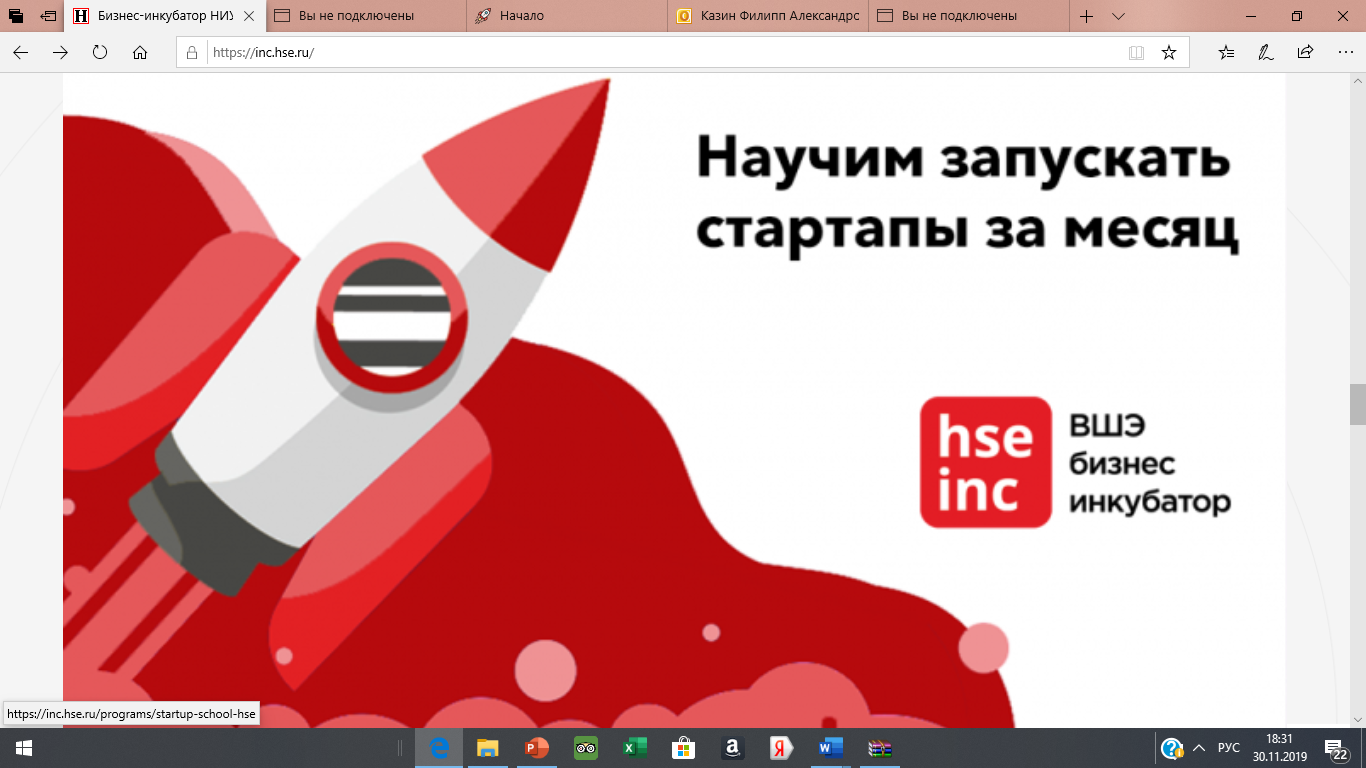 Бизнес-инкубатор НИУ
Вы не подключены
Начало
Казин Филипп Александрс
Вы не подключены
https://inc.hse.ru/
Научим запускать
стартапы за месяц
hse
inc
ВШЭ
бизнес
инкубатор
https://inc.hse.ru/programs/startup-school-hse
РУС
18:31
30.11.2019
22